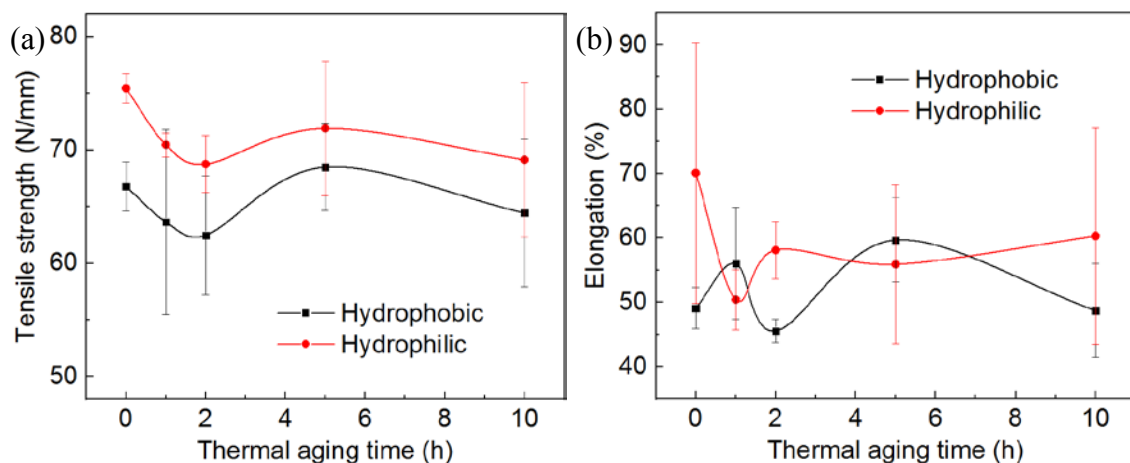 (a)
80
70
60
50
Tensile strength (N/mm)
Hydrophobic
Hydrophilic
0 2 4 6 8 10
Thermal aging time (h)
(b)
90
80
70
60
50
40
Elongation (%)
Hydrophobic
Hydrophilic
0 2 4 6 8 10
Thermal aging time (h)